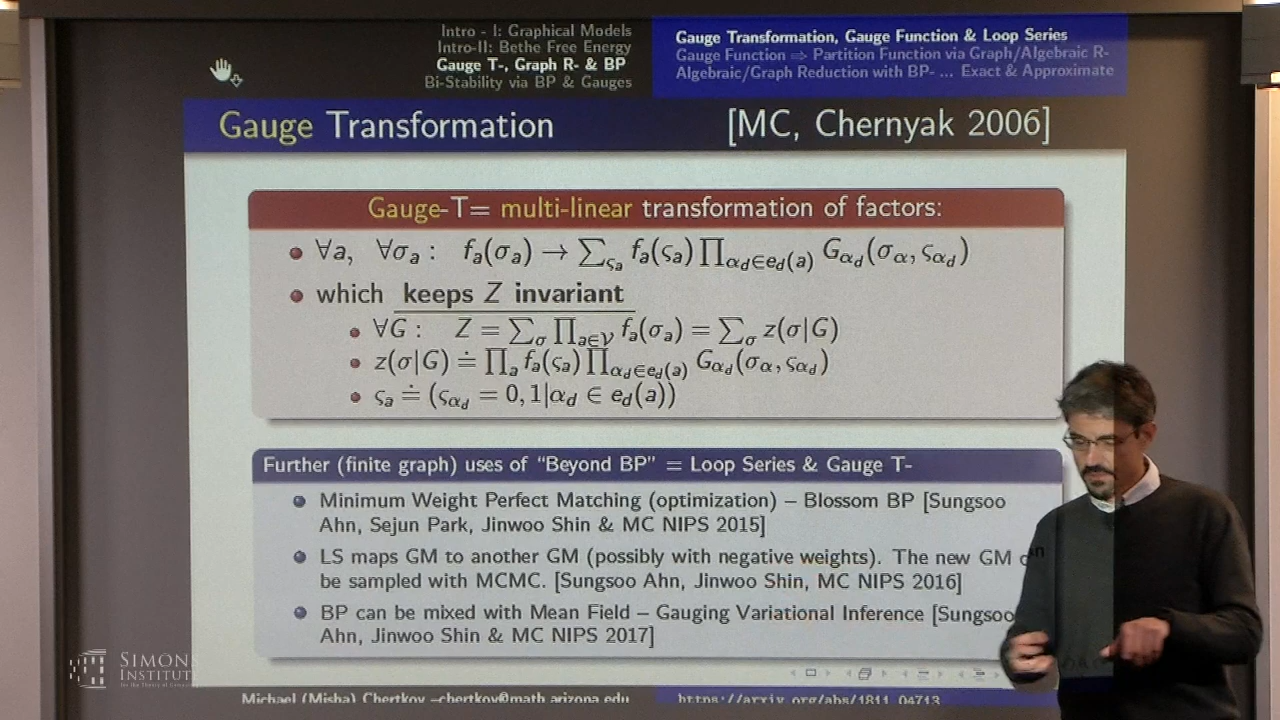 Intro - I: Graphical Models
Intro-II: Bethe Free Energy
Gauge T-, Graph R- & BP
Bi-Stability via BP & Gauges
Gauge Transformation, Gauge Function & Loop Series
Gauge Function ⇒ Partition Function via Graph/Algebraic R-
Algebraic/Graph Reduction with BP- ... Exact & Approximate
Gauge Transformation [MC, Chernyak 2006]
Gauge-T= multi-linear transformation of factors:
∀a, ∀σ_a : f_a(σ_a) → ∑_{ς_a} f_a(ς_a) ∏_{α_d∈e_d(a)} G_{α_d}(σ_α, ς_{α_d})
which keeps Z invariant
∀G : Z = ∑_σ ∏_{a∈𝒱} f_a(σ_a) = ∑_σ z(σ|G)
z(σ|G) ≐ ∏_a f_a(ς_a) ∏_{α_d∈e_d(a)} G_{α_d}(σ_α, ς_{α_d})
ς_a ≐ (ς_{α_d} = 0, 1|α_d ∈ e_d(a))
Further (finite graph) uses of "Beyond BP" ≡ Loop Series & Gauge T-
Minimum Weight Perfect Matching (optimization) – Blossom BP [Sungsoo
Ahn, Sejun Park, Jinwoo Shin & MC NIPS 2015]
LS maps GM to another GM (possibly with negative weights). The new GM
be sampled with MCMC. [Sungsoo Ahn, Jinwoo Shin, MC NIPS 2016]
BP can be mixed with Mean Field – Gauging Variational Inference [Sungsoo
Ahn, Jinwoo Shin & MC NIPS 2017]
SIMONS
INSTITUTE
for the Theory of Computing
Michael (Misha) Chertkov –chertkov@math.arizona.edu
https://arxiv.org/abs/1811.04713